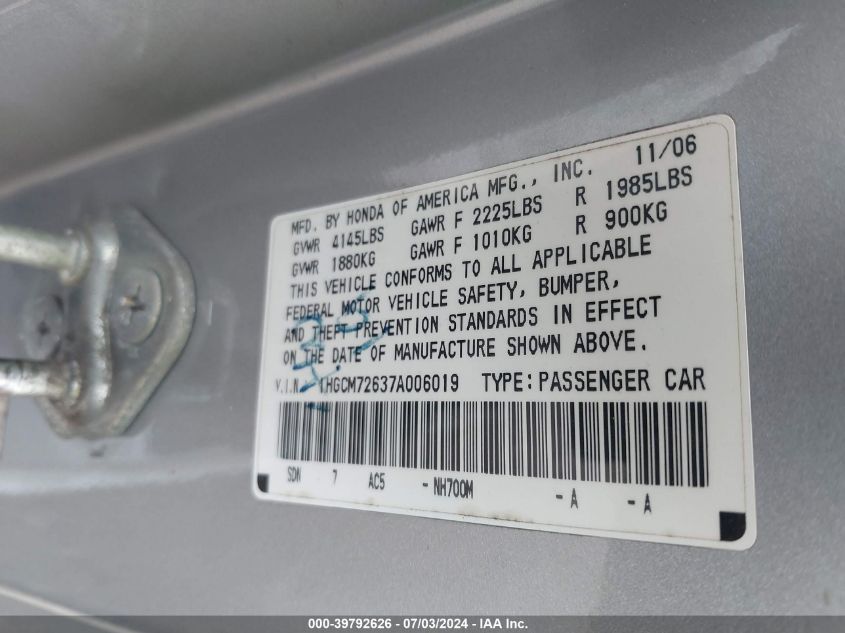 MFD. BY HONDA OF AMERICA MFG., INC. 11/06
GVWR 4145LBS GAWR F 2225LBS R 1985LBS
GVWR 1880KG GAWR F 1010KG R 900KG
THIS VEHICLE CONFORMS TO ALL APPLICABLE
FEDERAL MOTOR VEHICLE SAFETY, BUMPER,
AND THEFT PREVENTION STANDARDS IN EFFECT
ON THE DATE OF MANUFACTURE SHOWN ABOVE.
V.I.N. 1HGCM72637A006019 TYPE: PASSENGER CAR
SDN 7 AC5 - NH700M - A - A
000-39792626 - 07/03/2024 - IAA Inc.